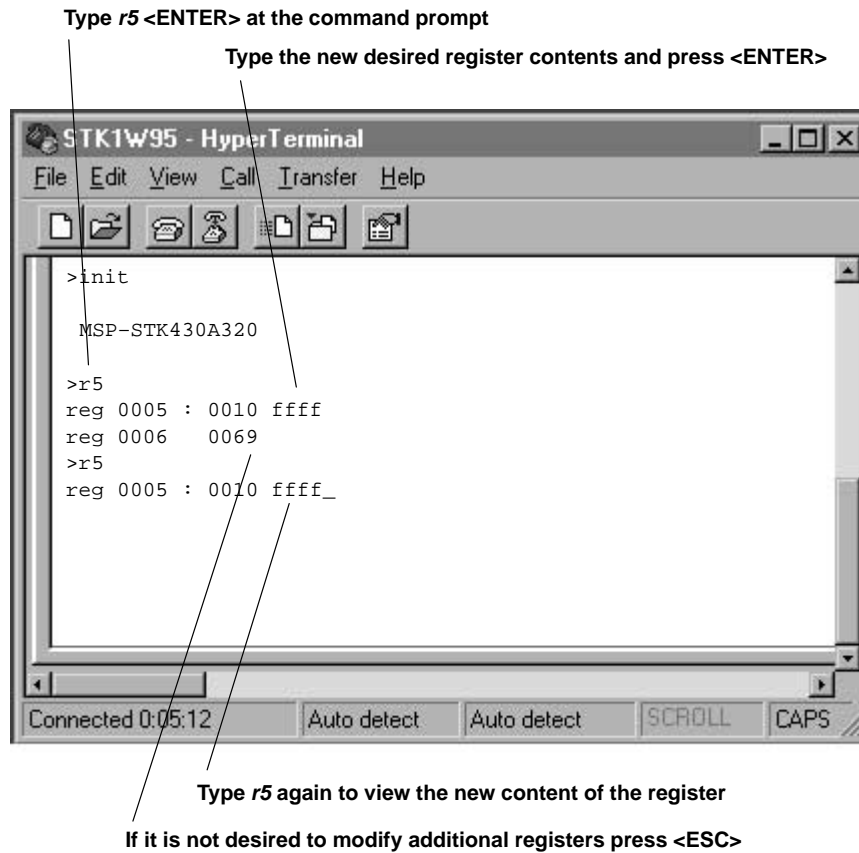 Type r5 <ENTER> at the command prompt
Type the new desired register contents and press <ENTER>
STK1W95 - HyperTerminal
File Edit View Call Transfer Help
>init
MSP-STK430A320
>r5
reg 0005 : 0010 ffff
reg 0006 0069
>r5
reg 0005 : 0010 ffff_
Connected 0:05:12 Auto detect Auto detect SCROLL CAPS
Type r5 again to view the new content of the register
If it is not desired to modify additional registers press <ESC>